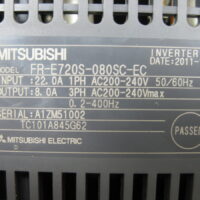 MITSUBISHI INVERTER
MODEL FR-E720S-080SC-EC DATE:2011-
INPUT :22.0A 1PH AC200-240V 50/60Hz
OUTPUT:8.0A 3PH AC200-240Vmax
0.2-400Hz
SERIAL:A1ZM51002
TC101A845G62
PASSED
MITSUBISHI ELECTRIC